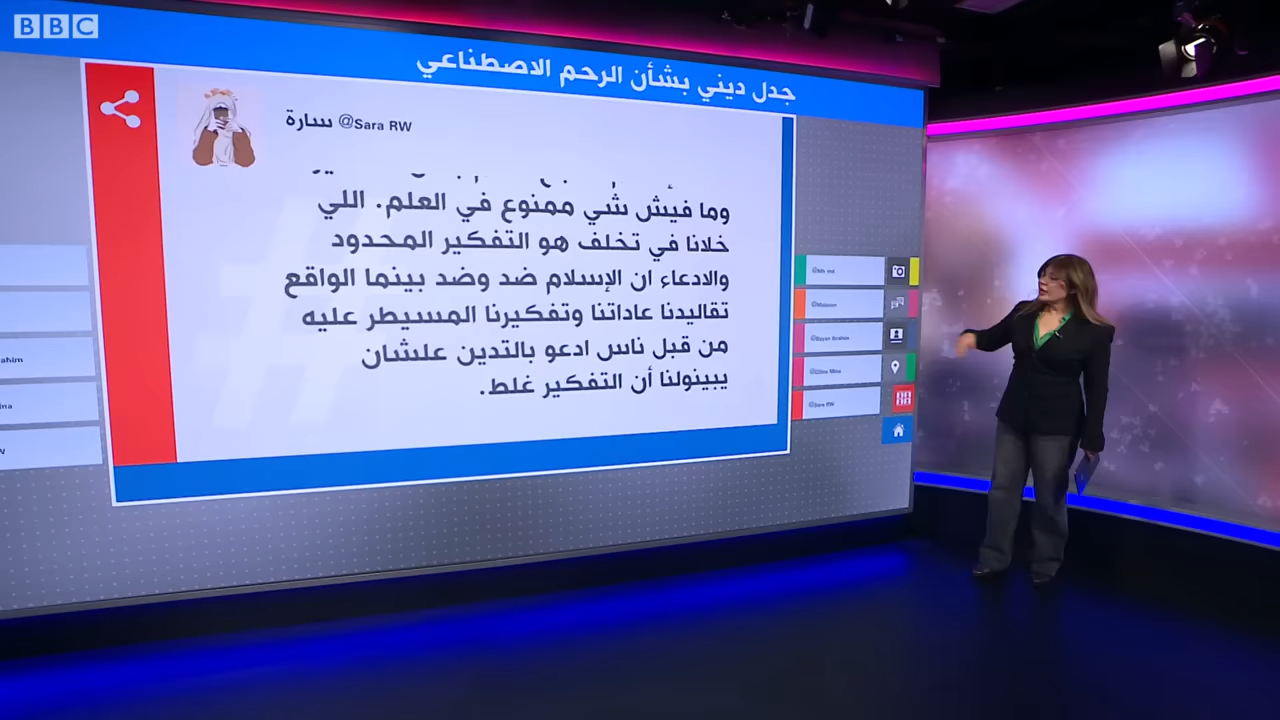 BBC
جدل ديني بشأن الرحم الاصطناعي
سارة @Sara RW
وما فيش شي ممنوع في العلم. اللي
خلانا في تخلف هو التفكير المحدود
والادعاء ان الإسلام ضد وضد بينما الواقع
تقاليدنا عاداتنا وتفكيرنا المسيطر عليه
من قبل ناس ادعو بالتدين علشان
يبينولنا أن التفكير غلط.
@Sara RW